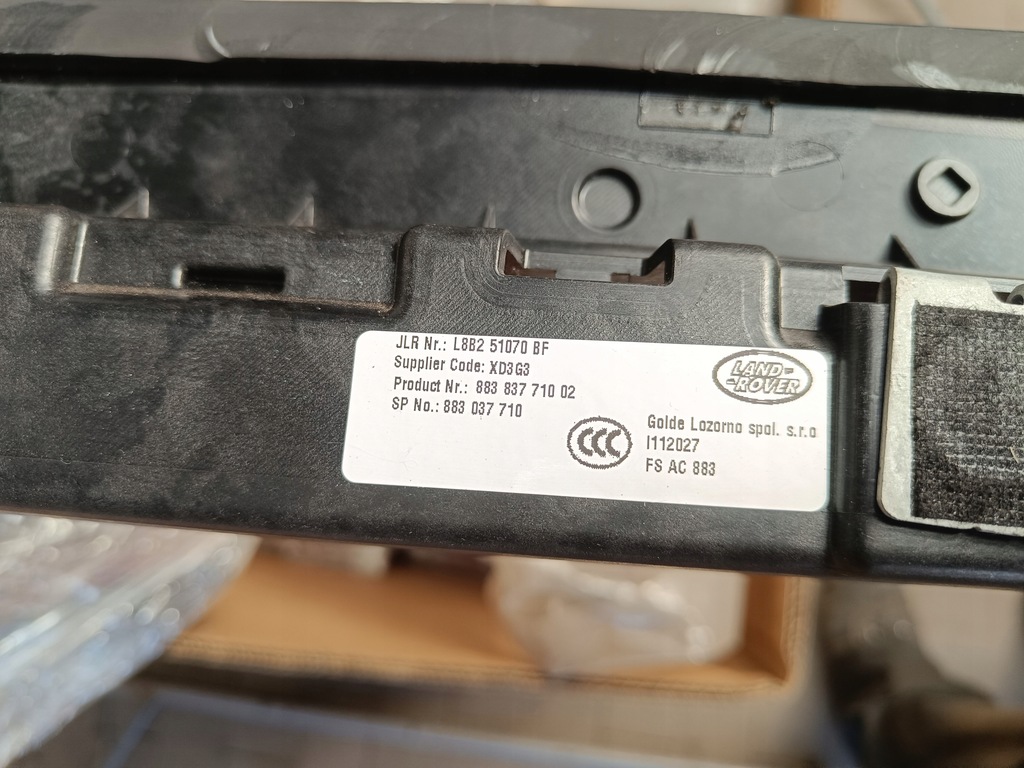 JLR Nr.: L8B2 51070 BF
Supplier Code: XD3G3
Product Nr.: 883 837 710 02
SP No.: 883 037 710
LAND-
-ROVER
CCC
Golde Lozorno spol. s.r.o
I112027
FS AC 883